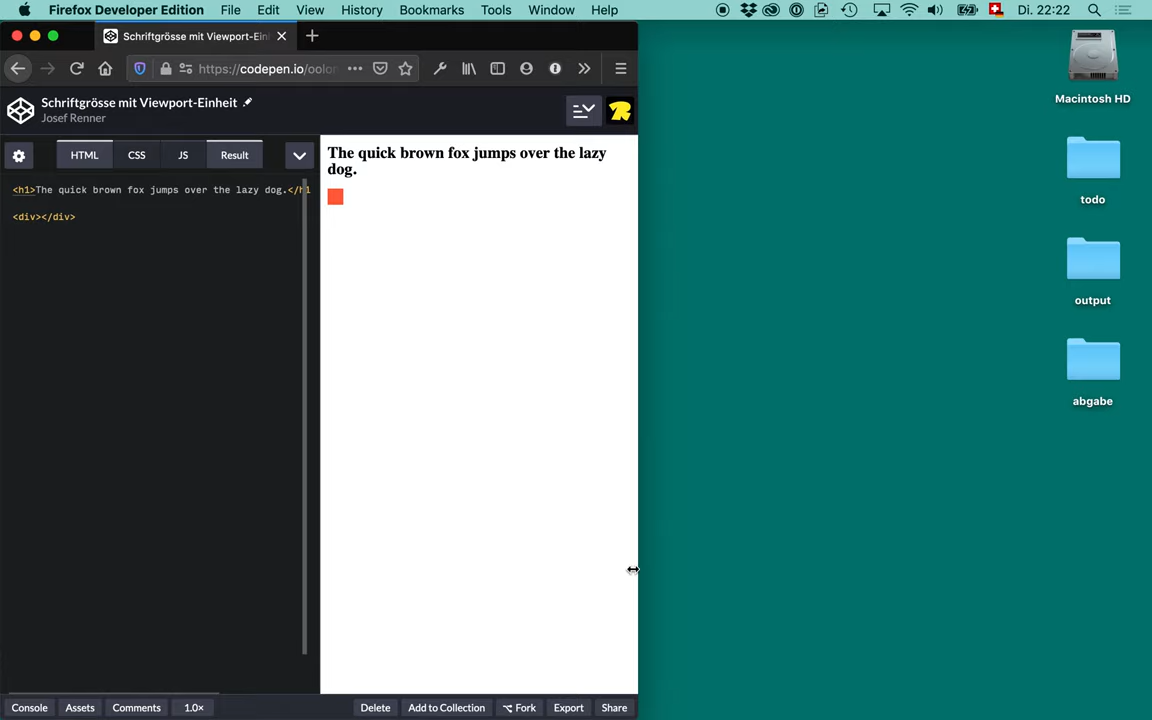 Firefox Developer Edition File Edit View History Tools Bookmarks Window Help Di. 22:22
Schriftgrösse mit Viewport-Ein
https://codepen.io/oolor
Schriftgrösse mit Viewport-Einheit
Josef Renner
HTML CSS JS Result
<h1>The quick brown fox jumps over the lazy dog.</h1
<div></div>
The quick brown fox jumps over the lazy
dog.
Console Assets Comments 1.0× Delete Add to Collection Fork Export Share
Macintosh HD
todo
output
abgabe